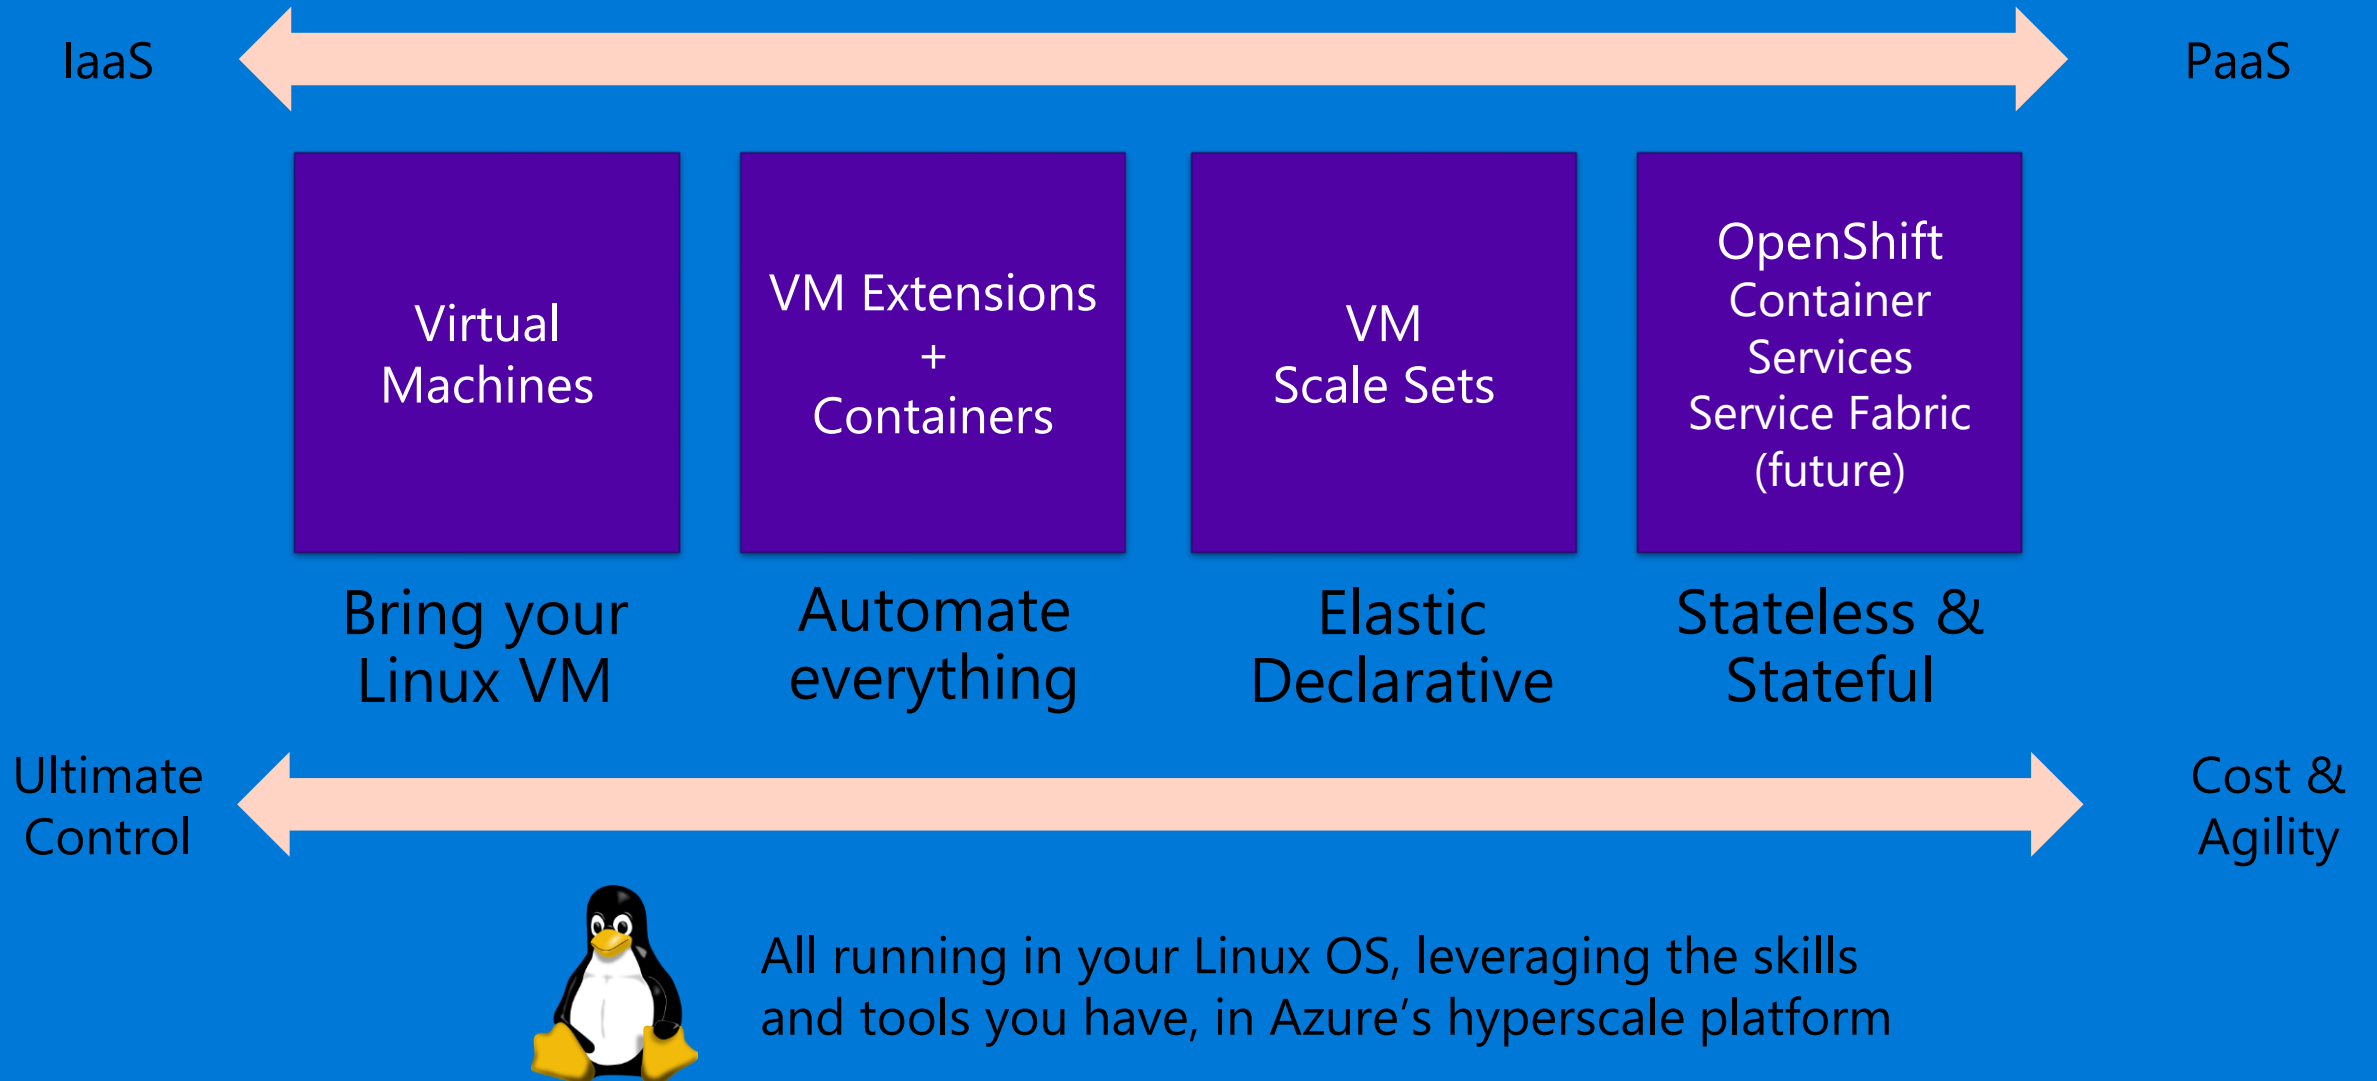 IaaS
PaaS
Virtual
Machines
VM Extensions
+
Containers
VM
Scale Sets
OpenShift
Container
Services
Service Fabric
(future)
Bring your
Linux VM
Automate
everything
Elastic
Declarative
Stateless &
Stateful
Ultimate
Control
Cost &
Agility
All running in your Linux OS, leveraging the skills
and tools you have, in Azure’s hyperscale platform